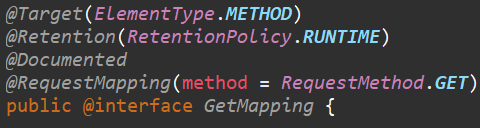 @Target(ElementType.METHOD)
@Retention(RetentionPolicy.RUNTIME)
@Documented
@RequestMapping(method = RequestMethod.GET)
public @interface GetMapping {